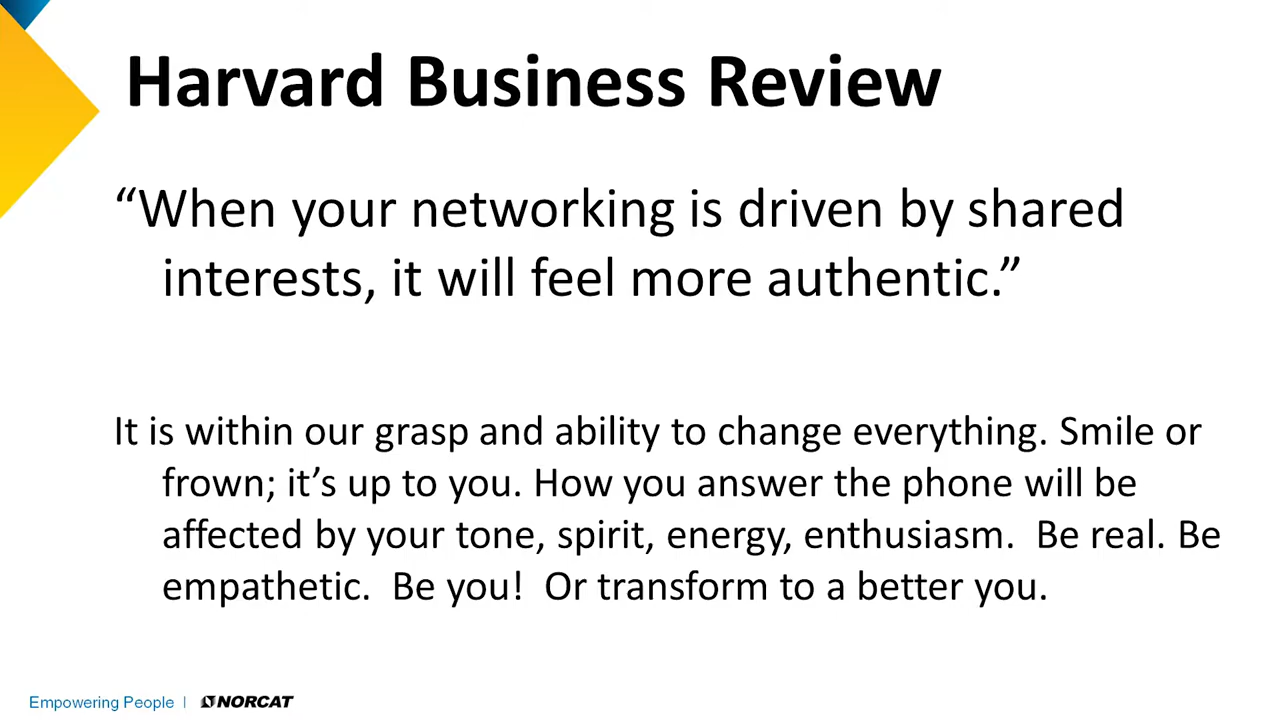 Harvard Business Review
“When your networking is driven by shared
interests, it will feel more authentic.”
It is within our grasp and ability to change everything. Smile or
frown; it’s up to you. How you answer the phone will be
affected by your tone, spirit, energy, enthusiasm.  Be real. Be
empathetic.  Be you!  Or transform to a better you.
Empowering People | NORCAT